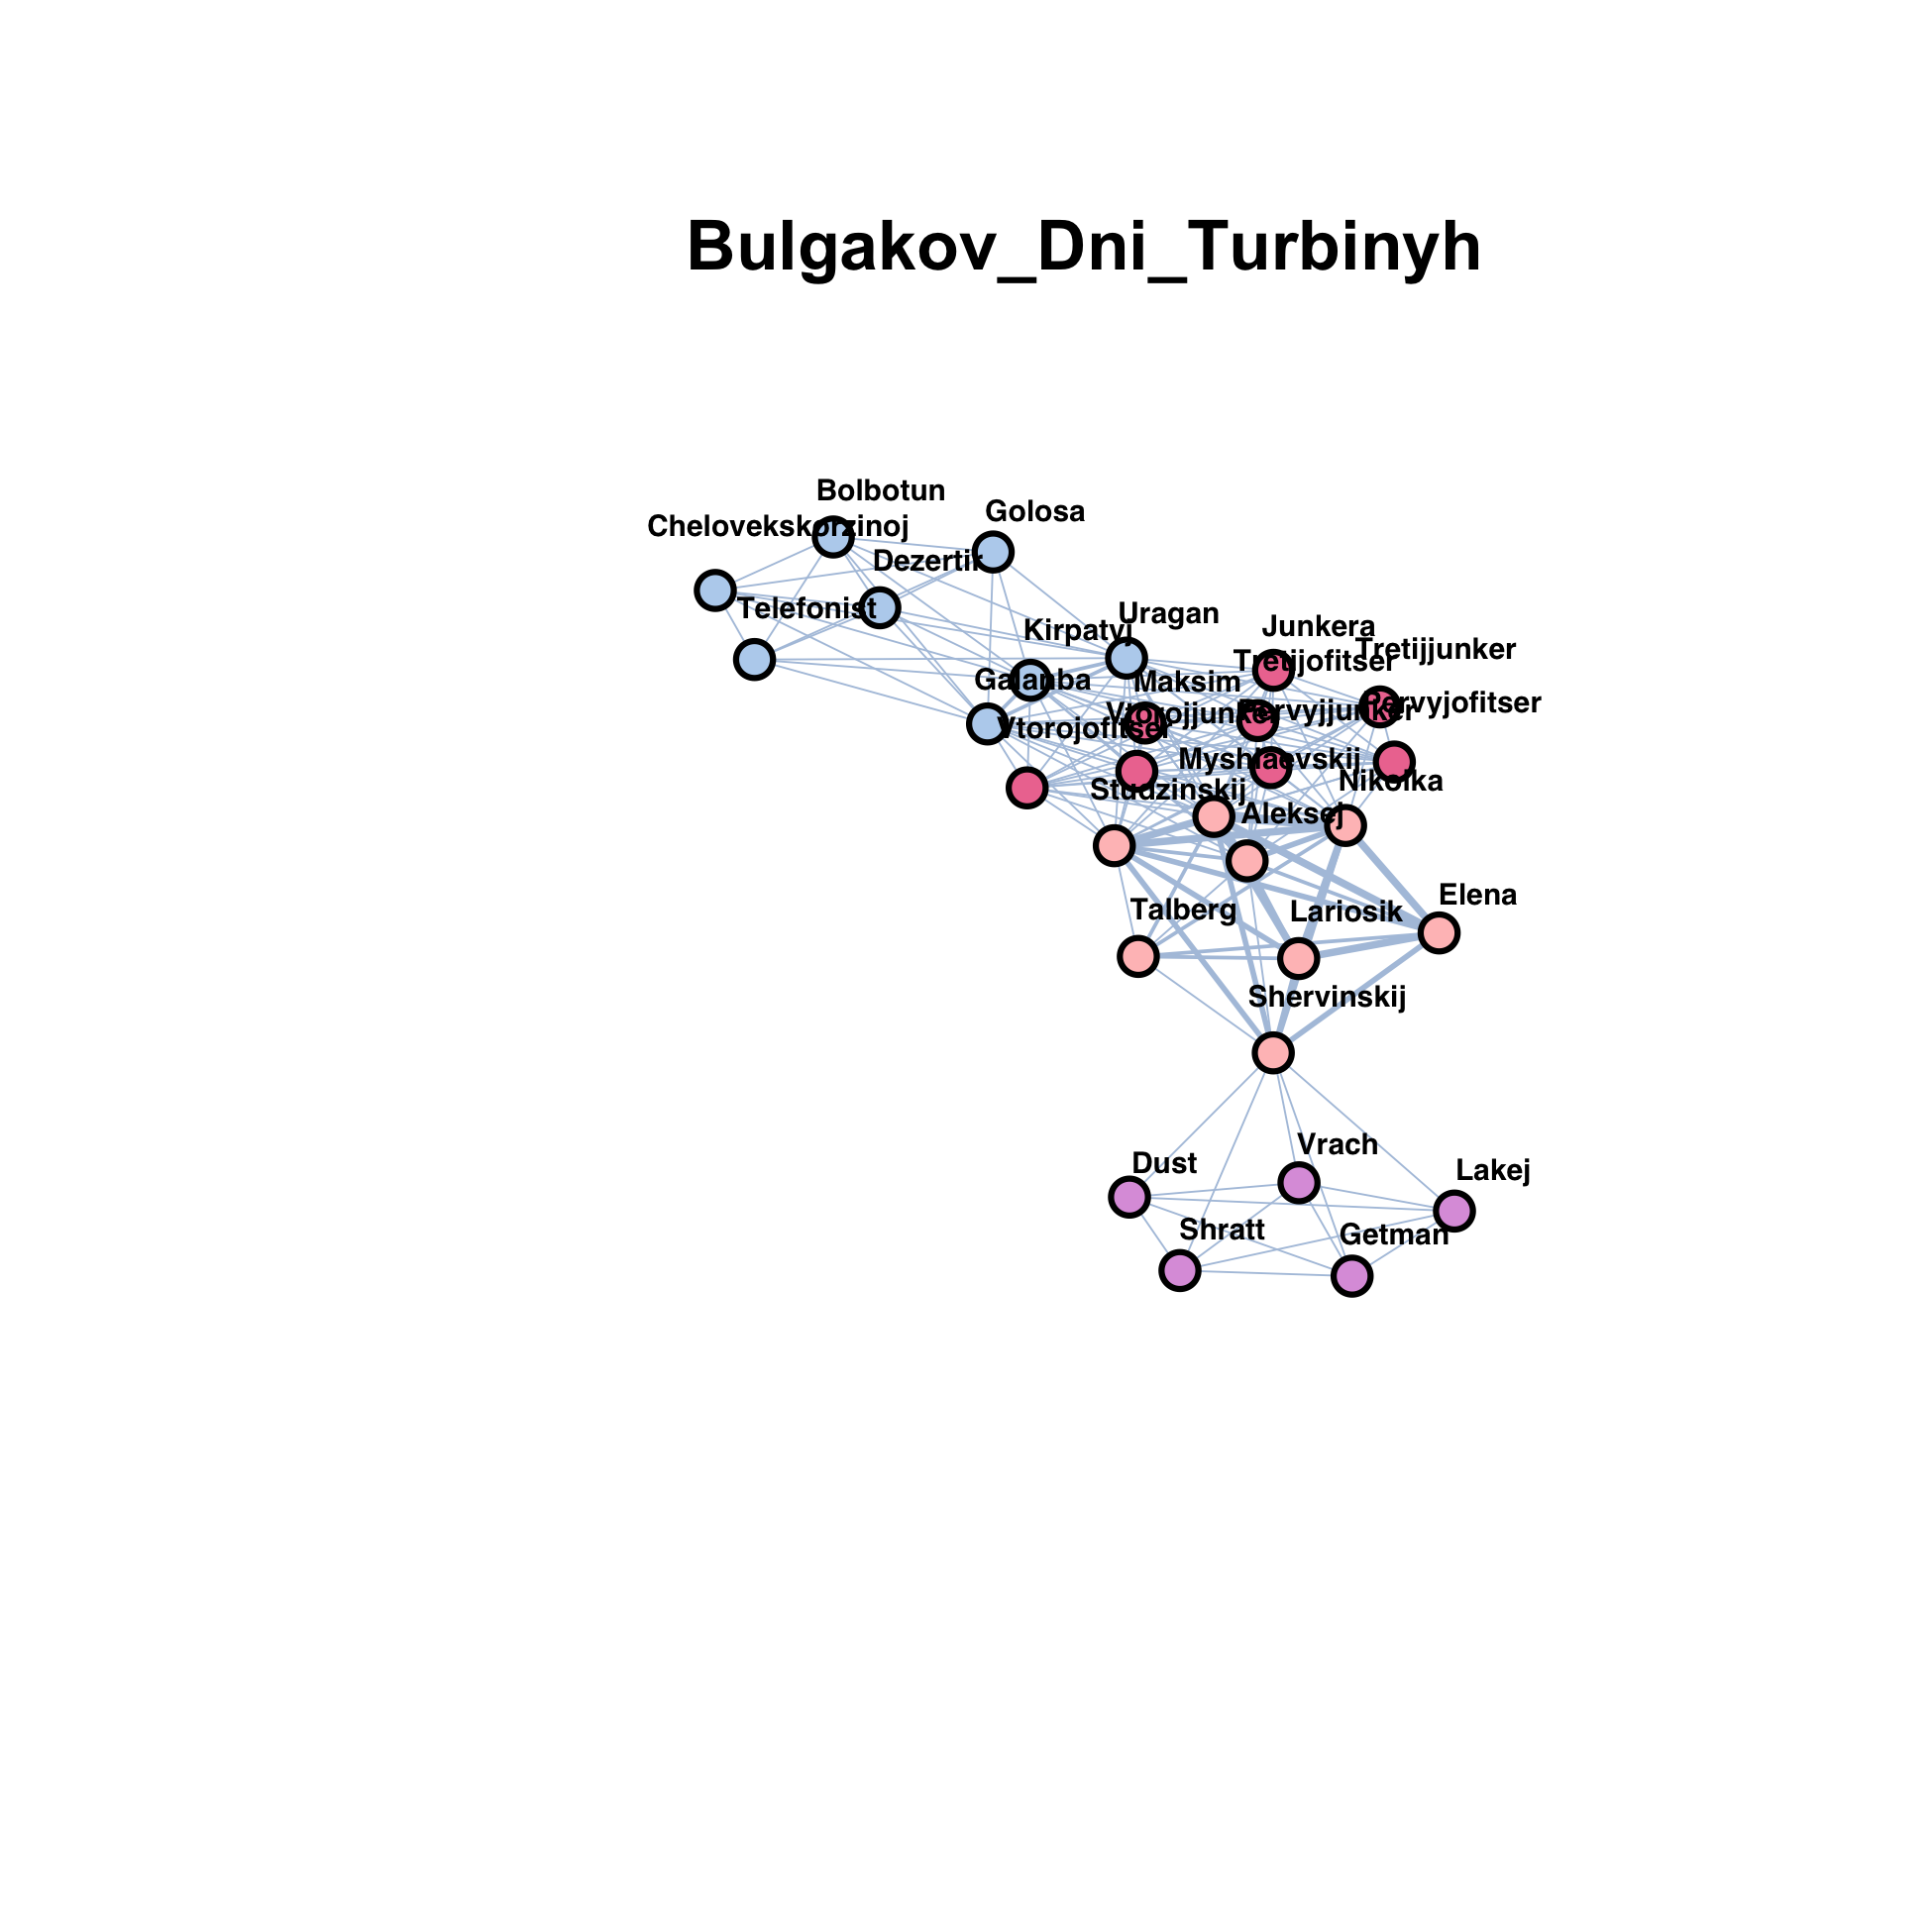 Bulgakov_Dni_Turbinyh
Bolbotun
Golosa
Chelovekskorzinoj
Dezertir
Telefonist
Uragan
Kirpatyj
Junkera
Tretijjunker
Tretijofitser
Galanba
Maksim
Pervyjofitser
Vtorojjunker
Pervyjjunker
Vtorojofitser
Myshlaevskij
Nikolka
Studzinskij
Aleksej
Elena
Talberg
Lariosik
Shervinskij
Vrach
Dust
Lakej
Shratt
Getman